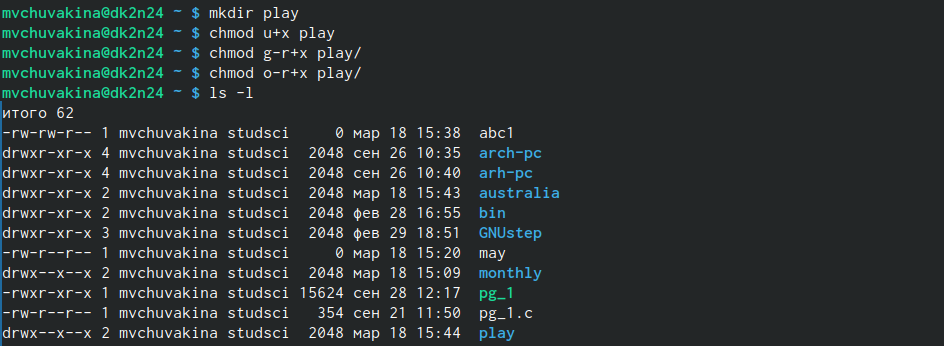 mvchuvakina@dk2n24 ~ $ mkdir play
mvchuvakina@dk2n24 ~ $ chmod u+x play
mvchuvakina@dk2n24 ~ $ chmod g-r+x play/
mvchuvakina@dk2n24 ~ $ chmod o-r+x play/
mvchuvakina@dk2n24 ~ $ ls -l
итого 62
-rw-rw-r-- 1 mvchuvakina studsci     0 мар 18 15:38  abc1
drwxr-xr-x 4 mvchuvakina studsci  2048 сен 26 10:35  arch-pc
drwxr-xr-x 4 mvchuvakina studsci  2048 сен 26 10:40  arh-pc
drwxr-xr-x 2 mvchuvakina studsci  2048 мар 18 15:43  australia
drwxr-xr-x 2 mvchuvakina studsci  2048 фев 28 16:55  bin
drwxr-xr-x 3 mvchuvakina studsci  2048 фев 29 18:51  GNUstep
-rw-r--r-- 1 mvchuvakina studsci     0 мар 18 15:20  may
drwx--x--x 2 mvchuvakina studsci  2048 мар 18 15:09  monthly
-rwxr-xr-x 1 mvchuvakina studsci 15624 сен 28 12:17  pg_1
-rw-r--r-- 1 mvchuvakina studsci   354 сен 21 11:50  pg_1.c
drwx--x--x 2 mvchuvakina studsci  2048 мар 18 15:44  play